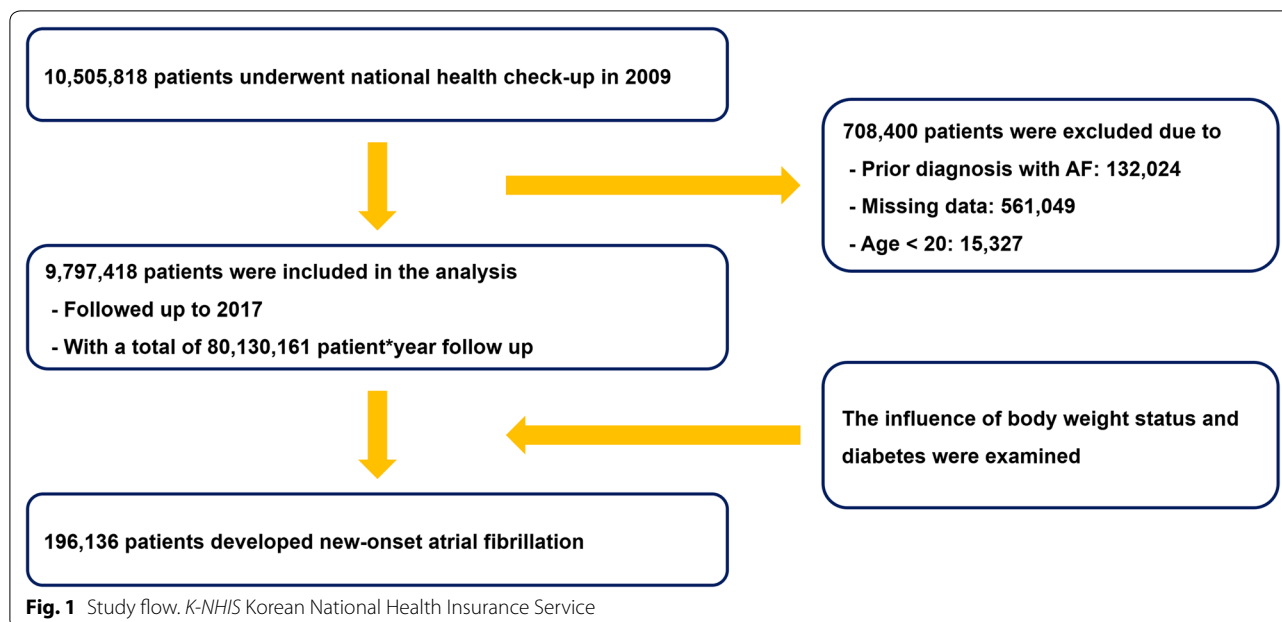 10,505,818 patients underwent national health check-up in 2009
708,400 patients were excluded due to
- Prior diagnosis with AF: 132,024
- Missing data: 561,049
- Age < 20: 15,327
9,797,418 patients were included in the analysis
- Followed up to 2017
- With a total of 80,130,161 patient*year follow up
The influence of body weight status and
diabetes were examined
196,136 patients developed new-onset atrial fibrillation
Fig. 1 Study flow. K-NHIS Korean National Health Insurance Service